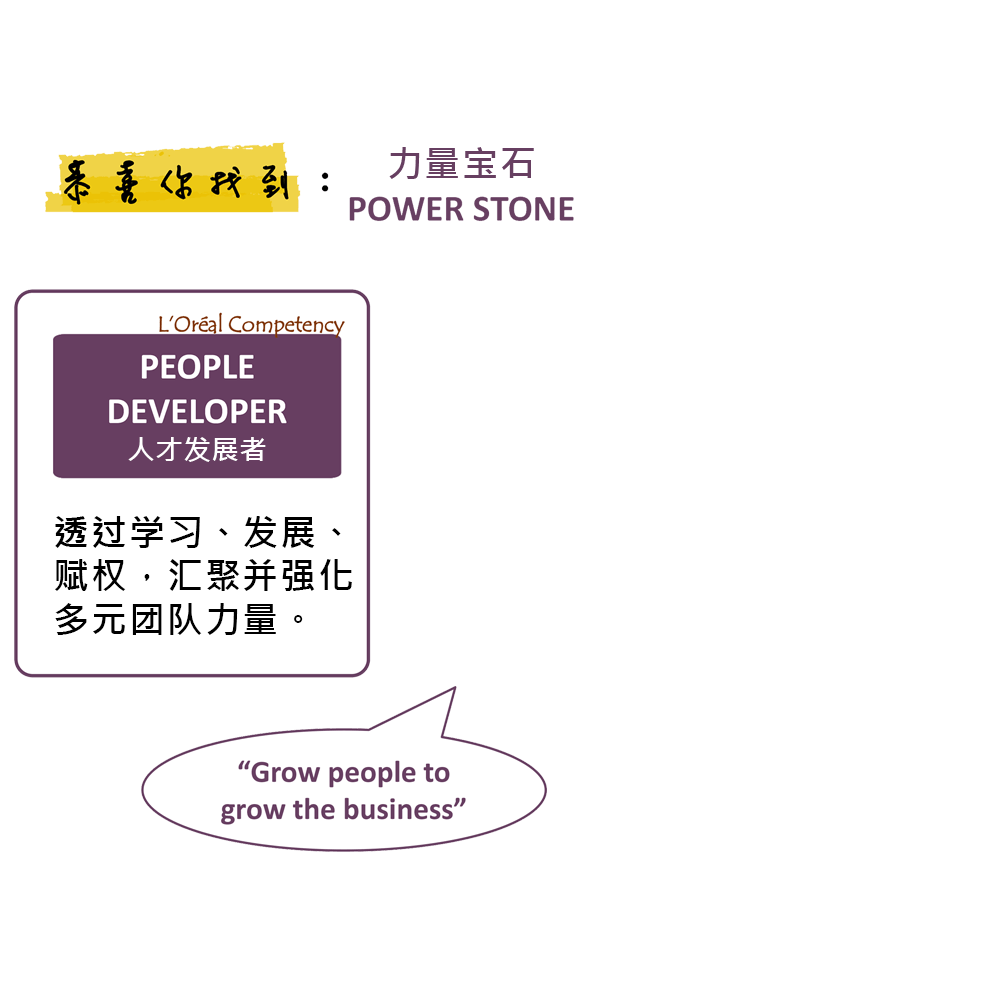 恭喜你找到：
力量宝石
POWER STONE
L’Oréal Competency
PEOPLE
DEVELOPER
人才发展者
透过学习、发展、
赋权，汇聚并强化
多元团队力量。
“Grow people to
grow the business”